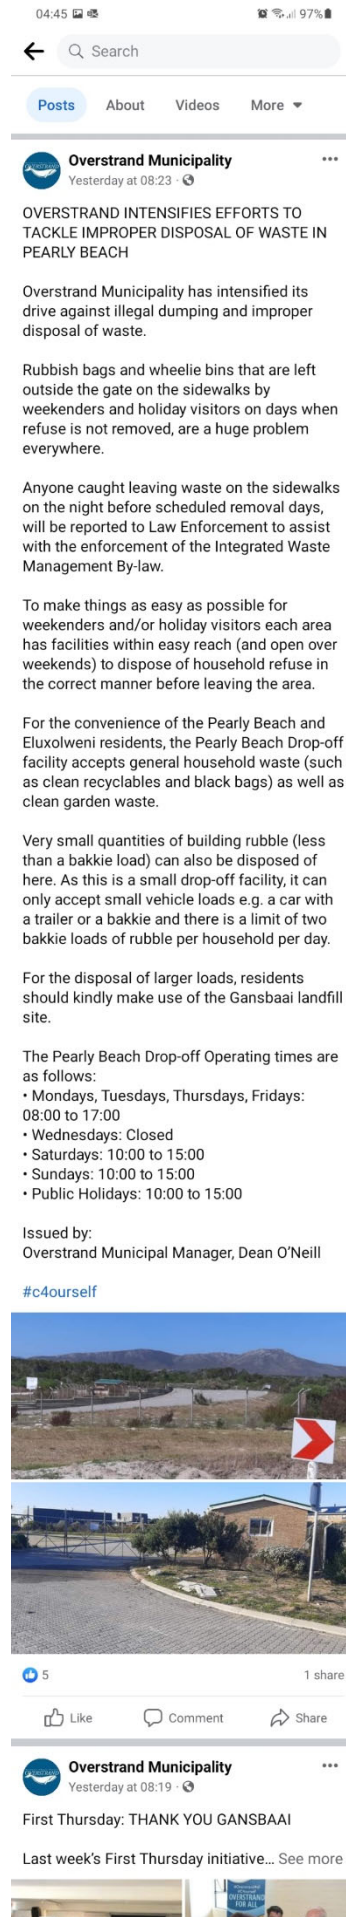 04:45
97%
Search
Posts About Videos More
Overstrand Municipality
Yesterday at 08:23 ·
OVERSTRAND INTENSIFIES EFFORTS TO
TACKLE IMPROPER DISPOSAL OF WASTE IN
PEARLY BEACH
Overstrand Municipality has intensified its
drive against illegal dumping and improper
disposal of waste.
Rubbish bags and wheelie bins that are left
outside the gate on the sidewalks by
weekenders and holiday visitors on days when
refuse is not removed, are a huge problem
everywhere.
Anyone caught leaving waste on the sidewalks
on the night before scheduled removal days,
will be reported to Law Enforcement to assist
with the enforcement of the Integrated Waste
Management By-law.
To make things as easy as possible for
weekenders and/or holiday visitors each area
has facilities within easy reach (and open over
weekends) to dispose of household refuse in
the correct manner before leaving the area.
For the convenience of the Pearly Beach and
Eluxolweni residents, the Pearly Beach Drop-off
facility accepts general household waste (such
as clean recyclables and black bags) as well as
clean garden waste.
Very small quantities of building rubble (less
than a bakkie load) can also be disposed of
here. As this is a small drop-off facility, it can
only accept small vehicle loads e.g. a car with
a trailer or a bakkie and there is a limit of two
bakkie loads of rubble per household per day.
For the disposal of larger loads, residents
should kindly make use of the Gansbaai landfill
site.
The Pearly Beach Drop-off Operating times are
as follows:
• Mondays, Tuesdays, Thursdays, Fridays:
08:00 to 17:00
• Wednesdays: Closed
• Saturdays: 10:00 to 15:00
• Sundays: 10:00 to 15:00
• Public Holidays: 10:00 to 15:00
Issued by:
Overstrand Municipal Manager, Dean O'Neill
#c4ourself
5
1 share
Like Comment Share
Overstrand Municipality
Yesterday at 08:19 ·
First Thursday: THANK YOU GANSBAAI
Last week's First Thursday initiative... See more
OVERSTRAND
FOR ALL